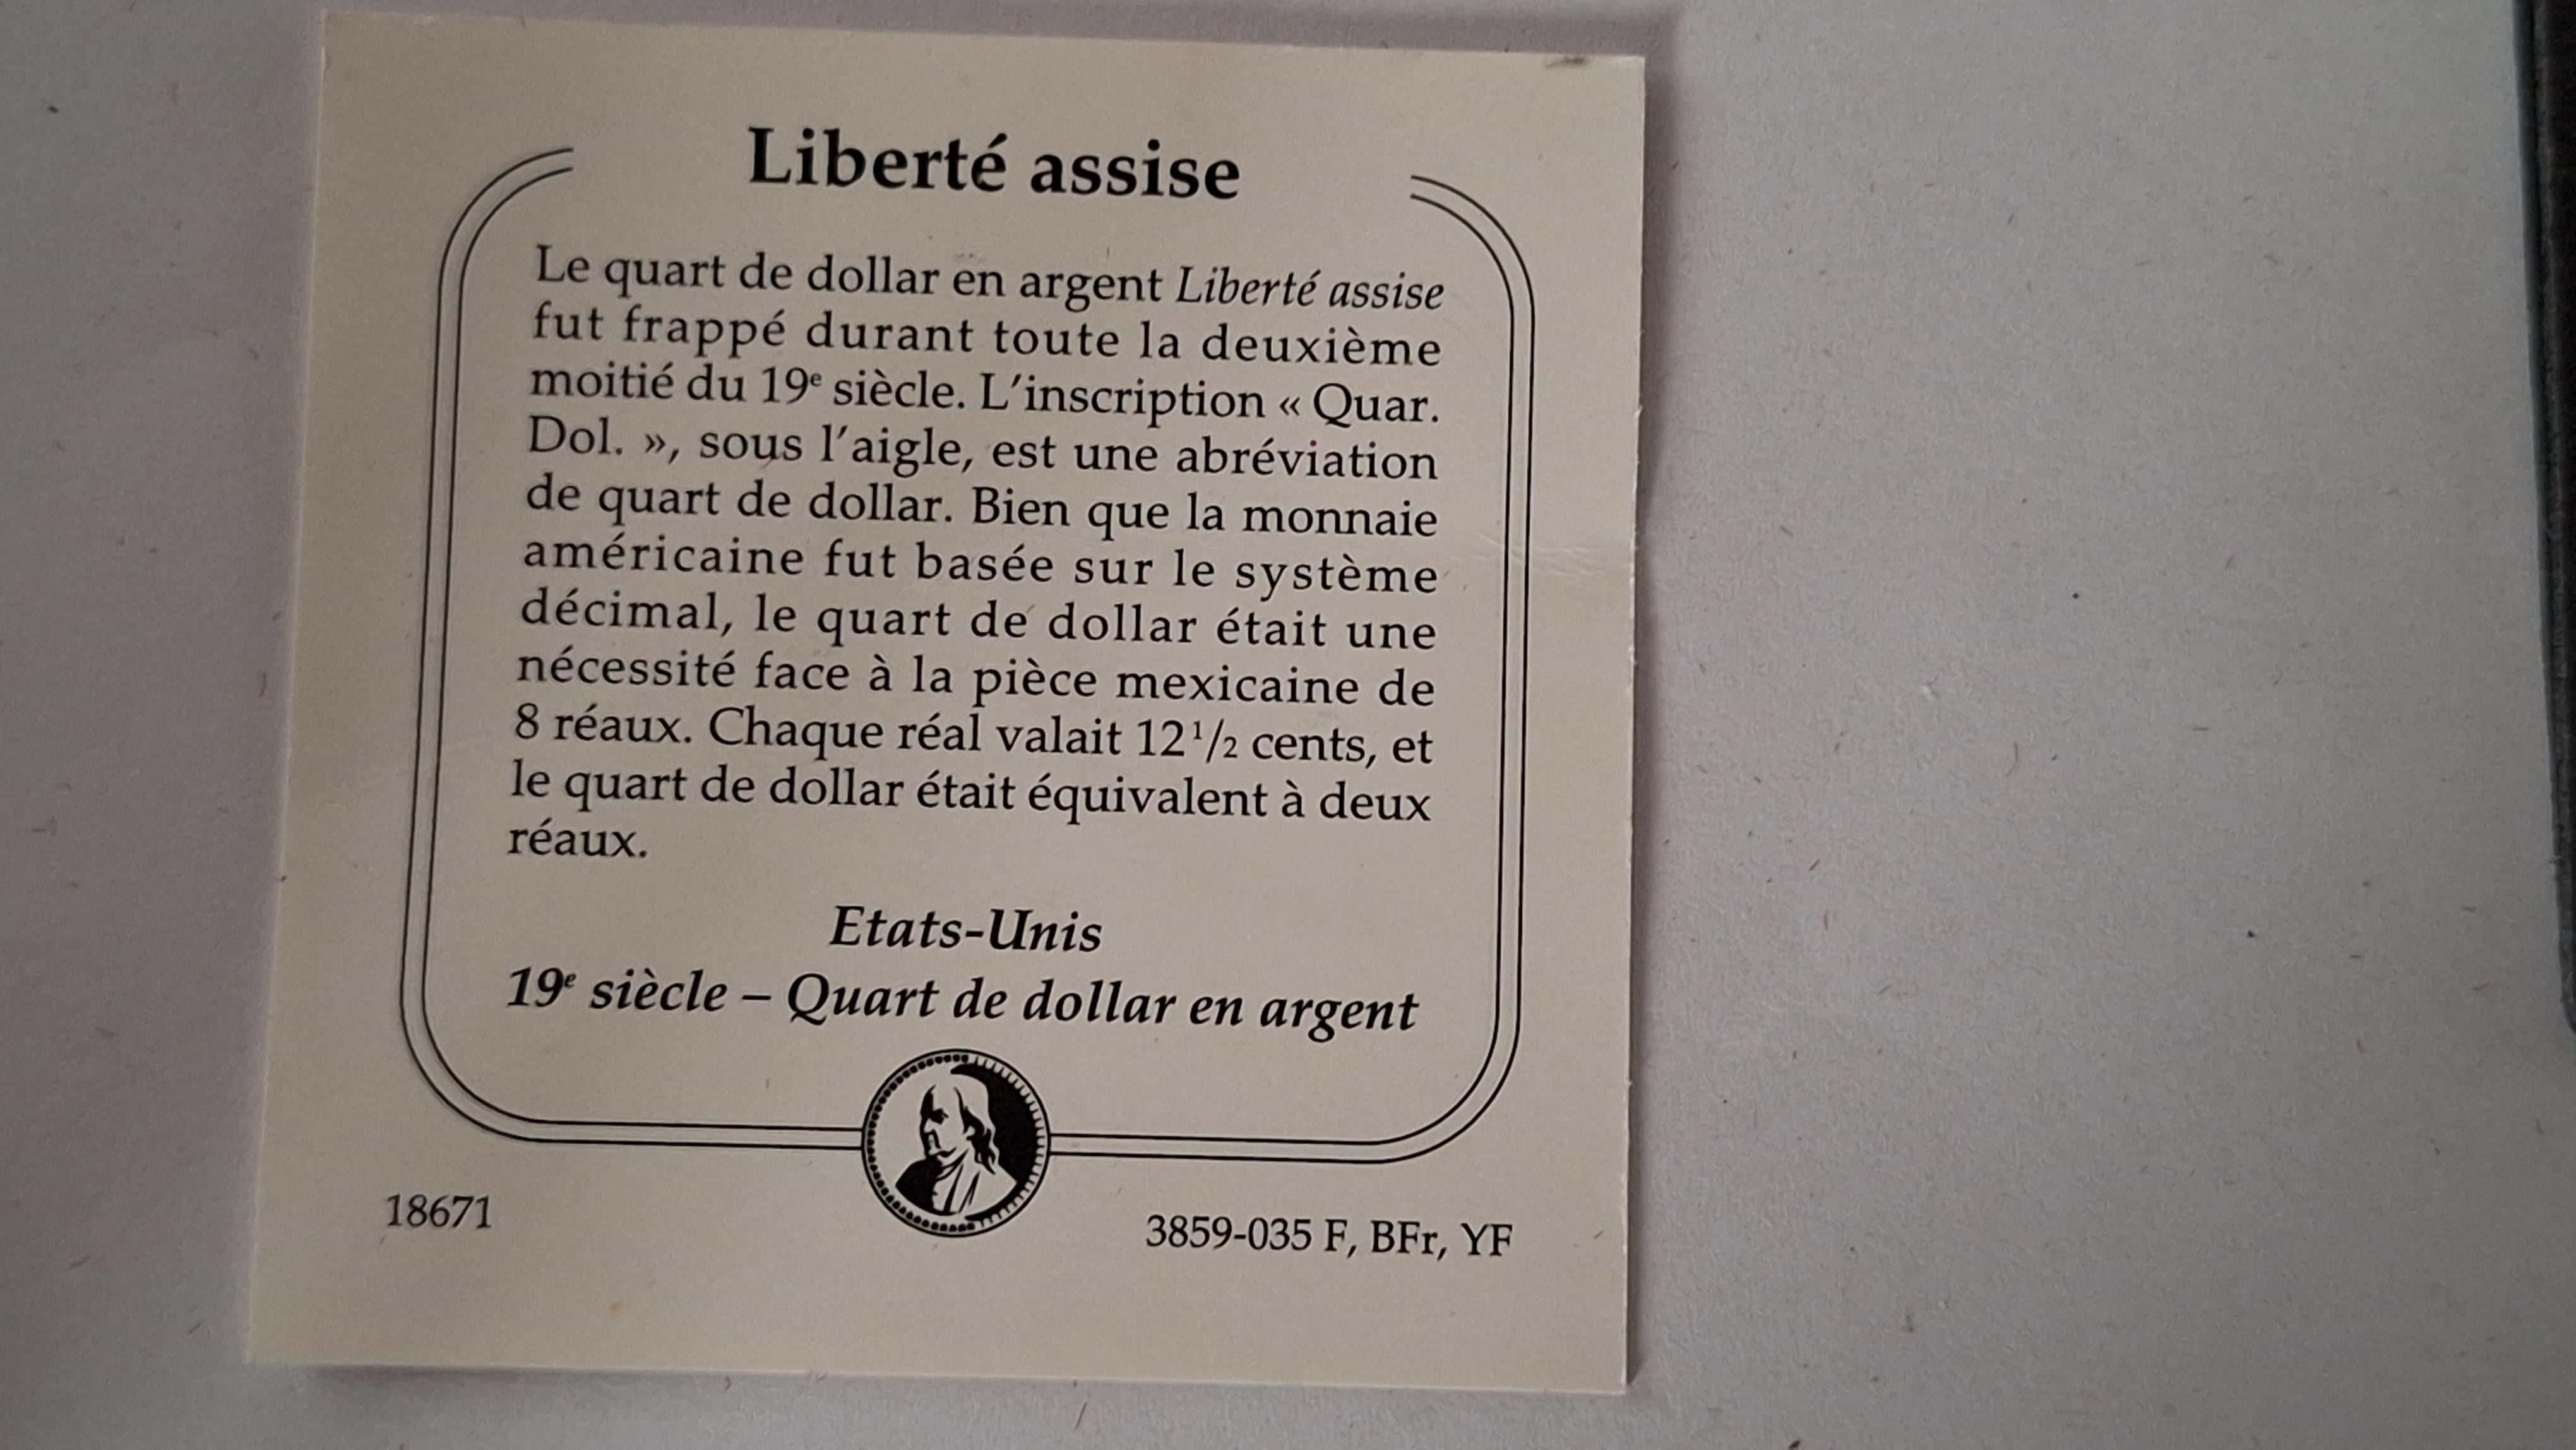 Liberté assise
Le quart de dollar en argent Liberté assise
fut frappé durant toute la deuxième
moitié du 19e siècle. L'inscription « Quar.
Dol. », sous l'aigle, est une abréviation
de quart de dollar. Bien que la monnaie
américaine fut basée sur le système
décimal, le quart de dollar était une
nécessité face à la pièce mexicaine de
8 réaux. Chaque réal valait 12 1/2 cents, et
le quart de dollar était équivalent à deux
réaux.
Etats-Unis
19e siècle – Quart de dollar en argent
18671
3859-035 F, BFr, YF